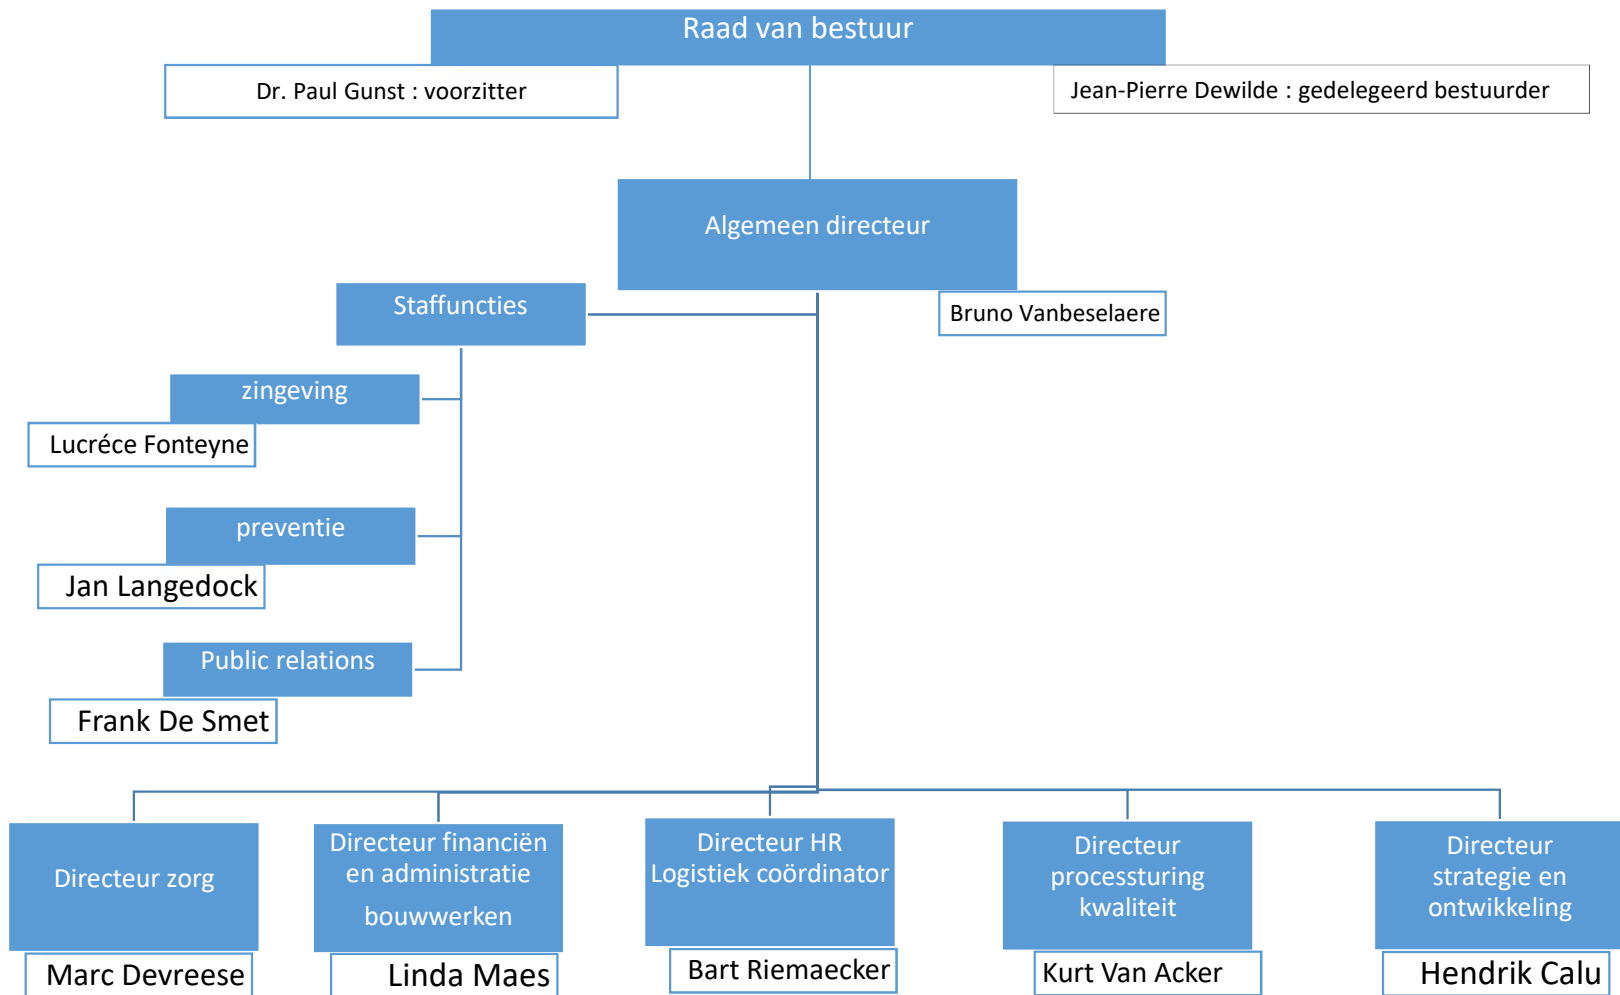 Raad van bestuur
Dr. Paul Gunst : voorzitter
Jean-Pierre Dewilde : gedelegeerd bestuurder
Algemeen directeur
Bruno Vanbeselaere
Staffuncties
zingeving
Lucréce Fonteyne
preventie
Jan Langedock
Public relations
Frank De Smet
Directeur zorg
Marc Devreese
Directeur financiën
en administratie
bouwwerken
Linda Maes
Directeur HR
Logistiek coördinator
Bart Riemaecker
Directeur
processturing
kwaliteit
Kurt Van Acker
Directeur
strategie en
ontwikkeling
Hendrik Calu